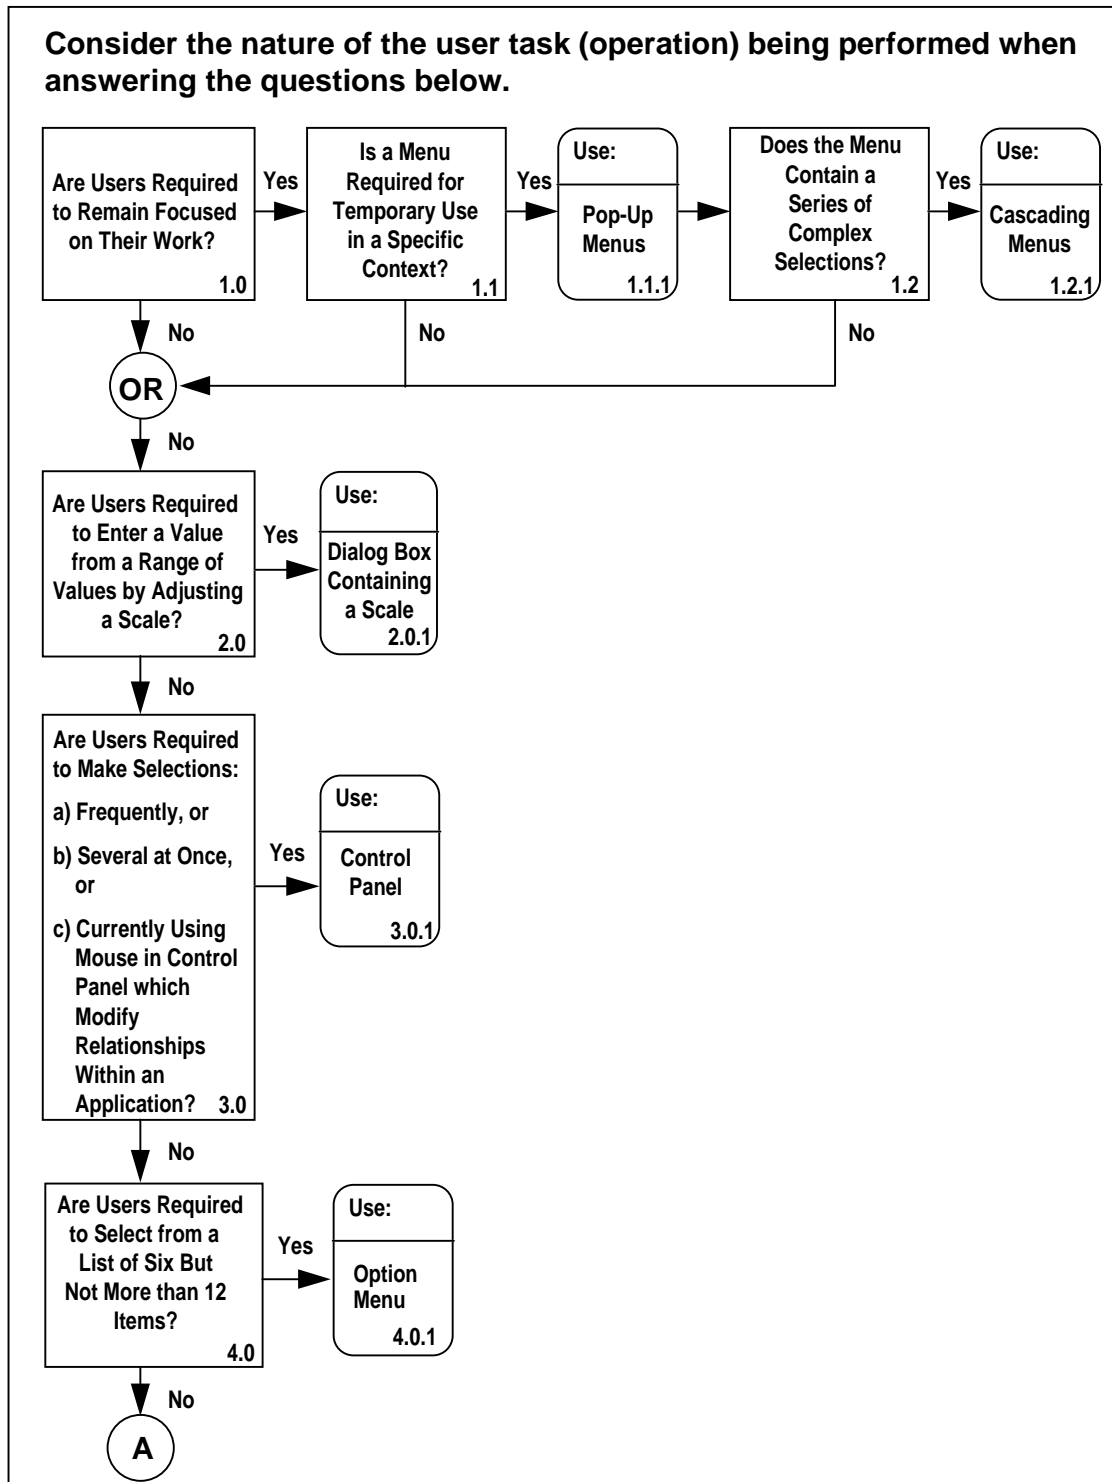 Consider the nature of the user task (operation) being performed when
answering the questions below.
Are Users Required
to Remain Focused
on Their Work?
1.0
Yes
Is a Menu
Required for
Temporary Use
in a Specific
Context?
1.1
Yes
Use:
Pop-Up
Menus
1.1.1
Does the Menu
Contain a
Series of
Complex
Selections?
1.2
Yes
Use:
Cascading
Menus
1.2.1
No
No
No
OR
No
Are Users Required
to Enter a Value
from a Range of
Values by Adjusting
a Scale?
2.0
Yes
Use:
Dialog Box
Containing
a Scale
2.0.1
No
Are Users Required
to Make Selections:
a) Frequently, or
b) Several at Once,
or
c) Currently Using
Mouse in Control
Panel which
Modify
Relationships
Within an
Application?
3.0
Yes
Use:
Control
Panel
3.0.1
No
Are Users Required
to Select from a
List of Six But
Not More than 12
Items?
4.0
Yes
Use:
Option
Menu
4.0.1
No
A